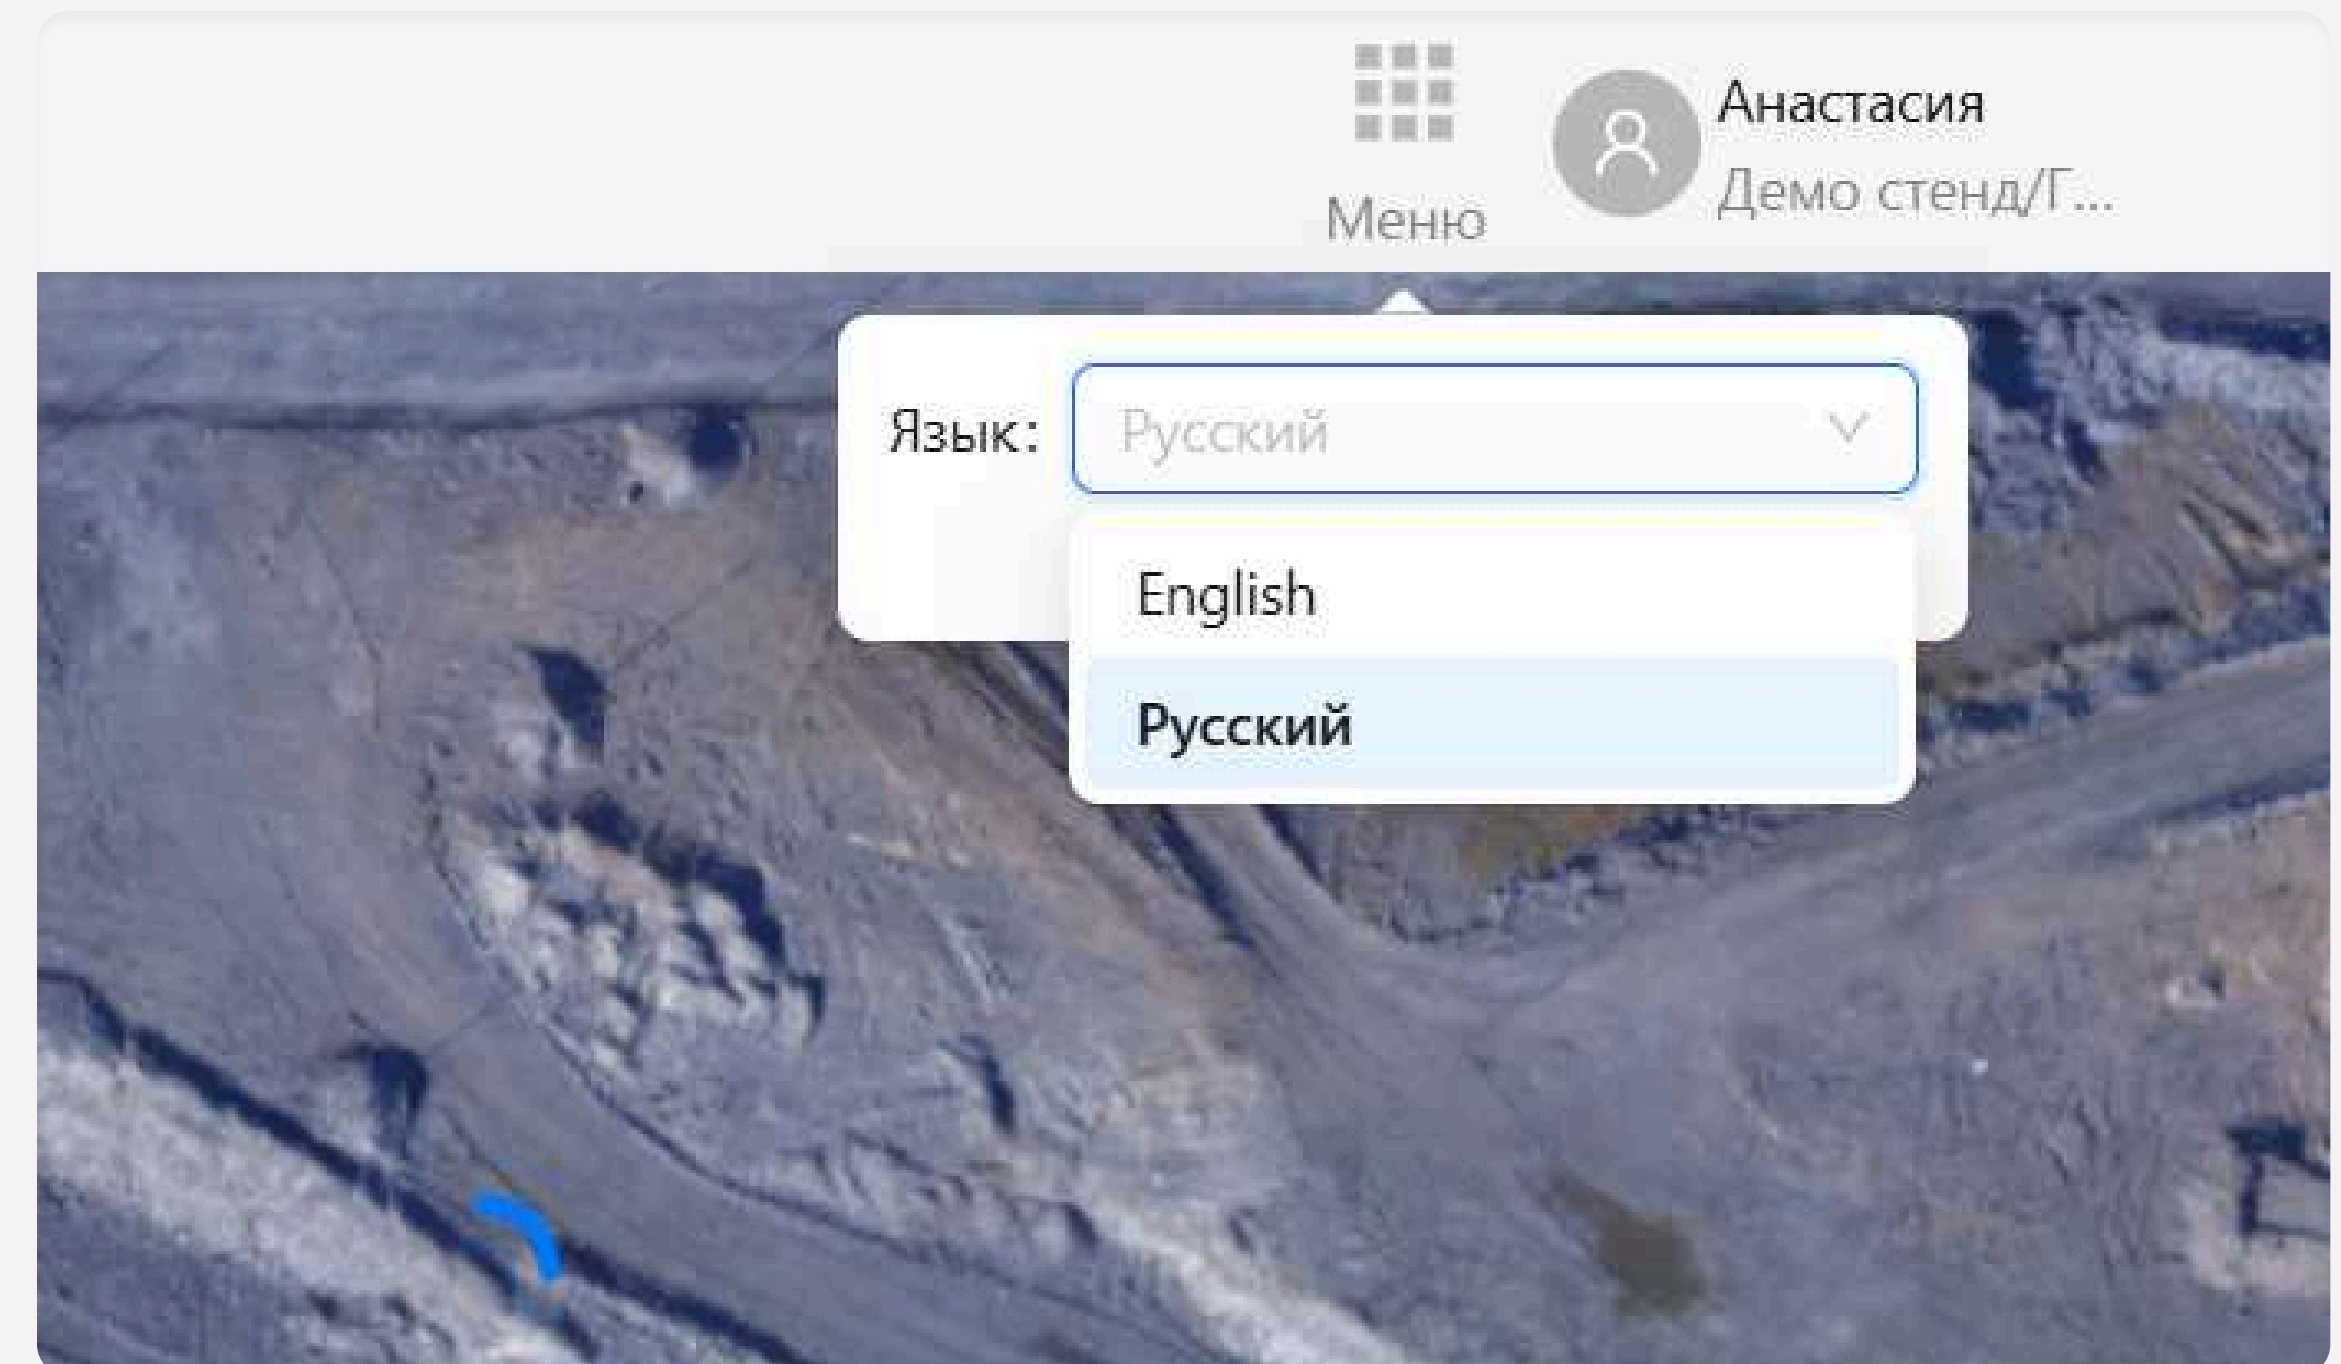 Меню
Анастасия
Демо стенд/Г...
Язык: Русский
English
Русский